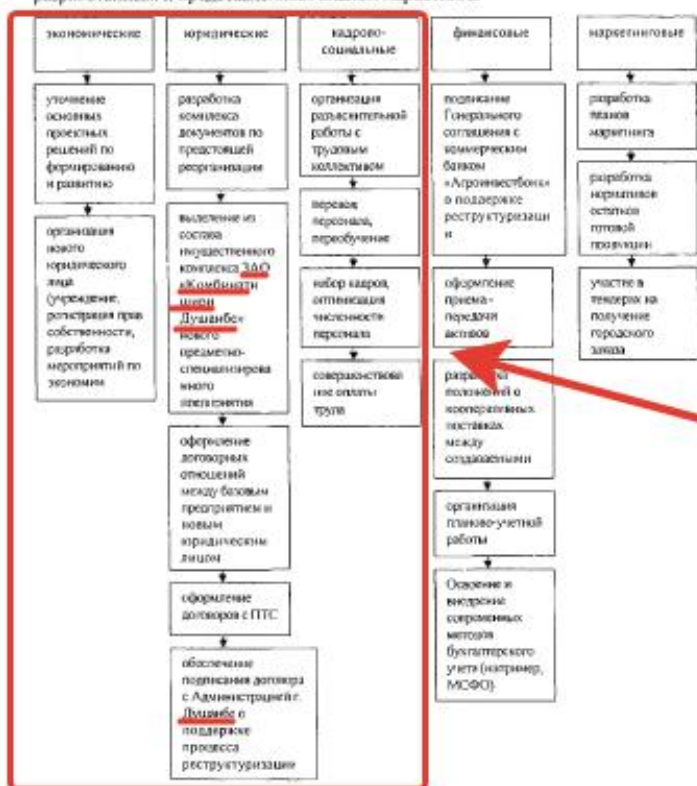 экономические
уточнение
основных
проектных
решений по
формированию
и развитию
организация
нового
юридического
лица
(учреждение,
регистрация прав
собственности,
разработка
мероприятий по
экономии
юридические
разработка
комплекса
документов по
предстоящей
реорганизации
выделение из
состава
имущественного
комплекса ЗАО
«Комбинати
шири
Душанбе»
нового
предметно-
специализирова
нного
оформление
договорных
отношений
между базовым
предприятием и
новым
юридическим
лицом
оформление
договоров с ПТС
обеспечение
подписания договора
с Администрацией г.
Душанбе о
поддержке
процесса
реструктуризации
кадрово-
социальные
организация
разъяснительной
работы с
трудовым
коллективом
персонала,
переобучение
набор кадров,
оптимизация
численности
персонала
совершенствова
ние оплаты
труда
финансовые
подписание
Генерального
соглашения с
коммерческим
банком
«Агроинвестбонк»
о поддержке
реструктуризаци
и
оформление
приема-
передачи
активов
положений о
кооперативных
поставках
между
создаваемыми
организация
планово-учетной
работы
Освоение и
внедрение
современных
методов
бухгалтерского
учета (например,
МСФО)
маркетинговые
разработка
планов
маркетинга
разработка
нормативов
остатков
готовой
продукции
участие в
тендерах на
получение
городского
заказа